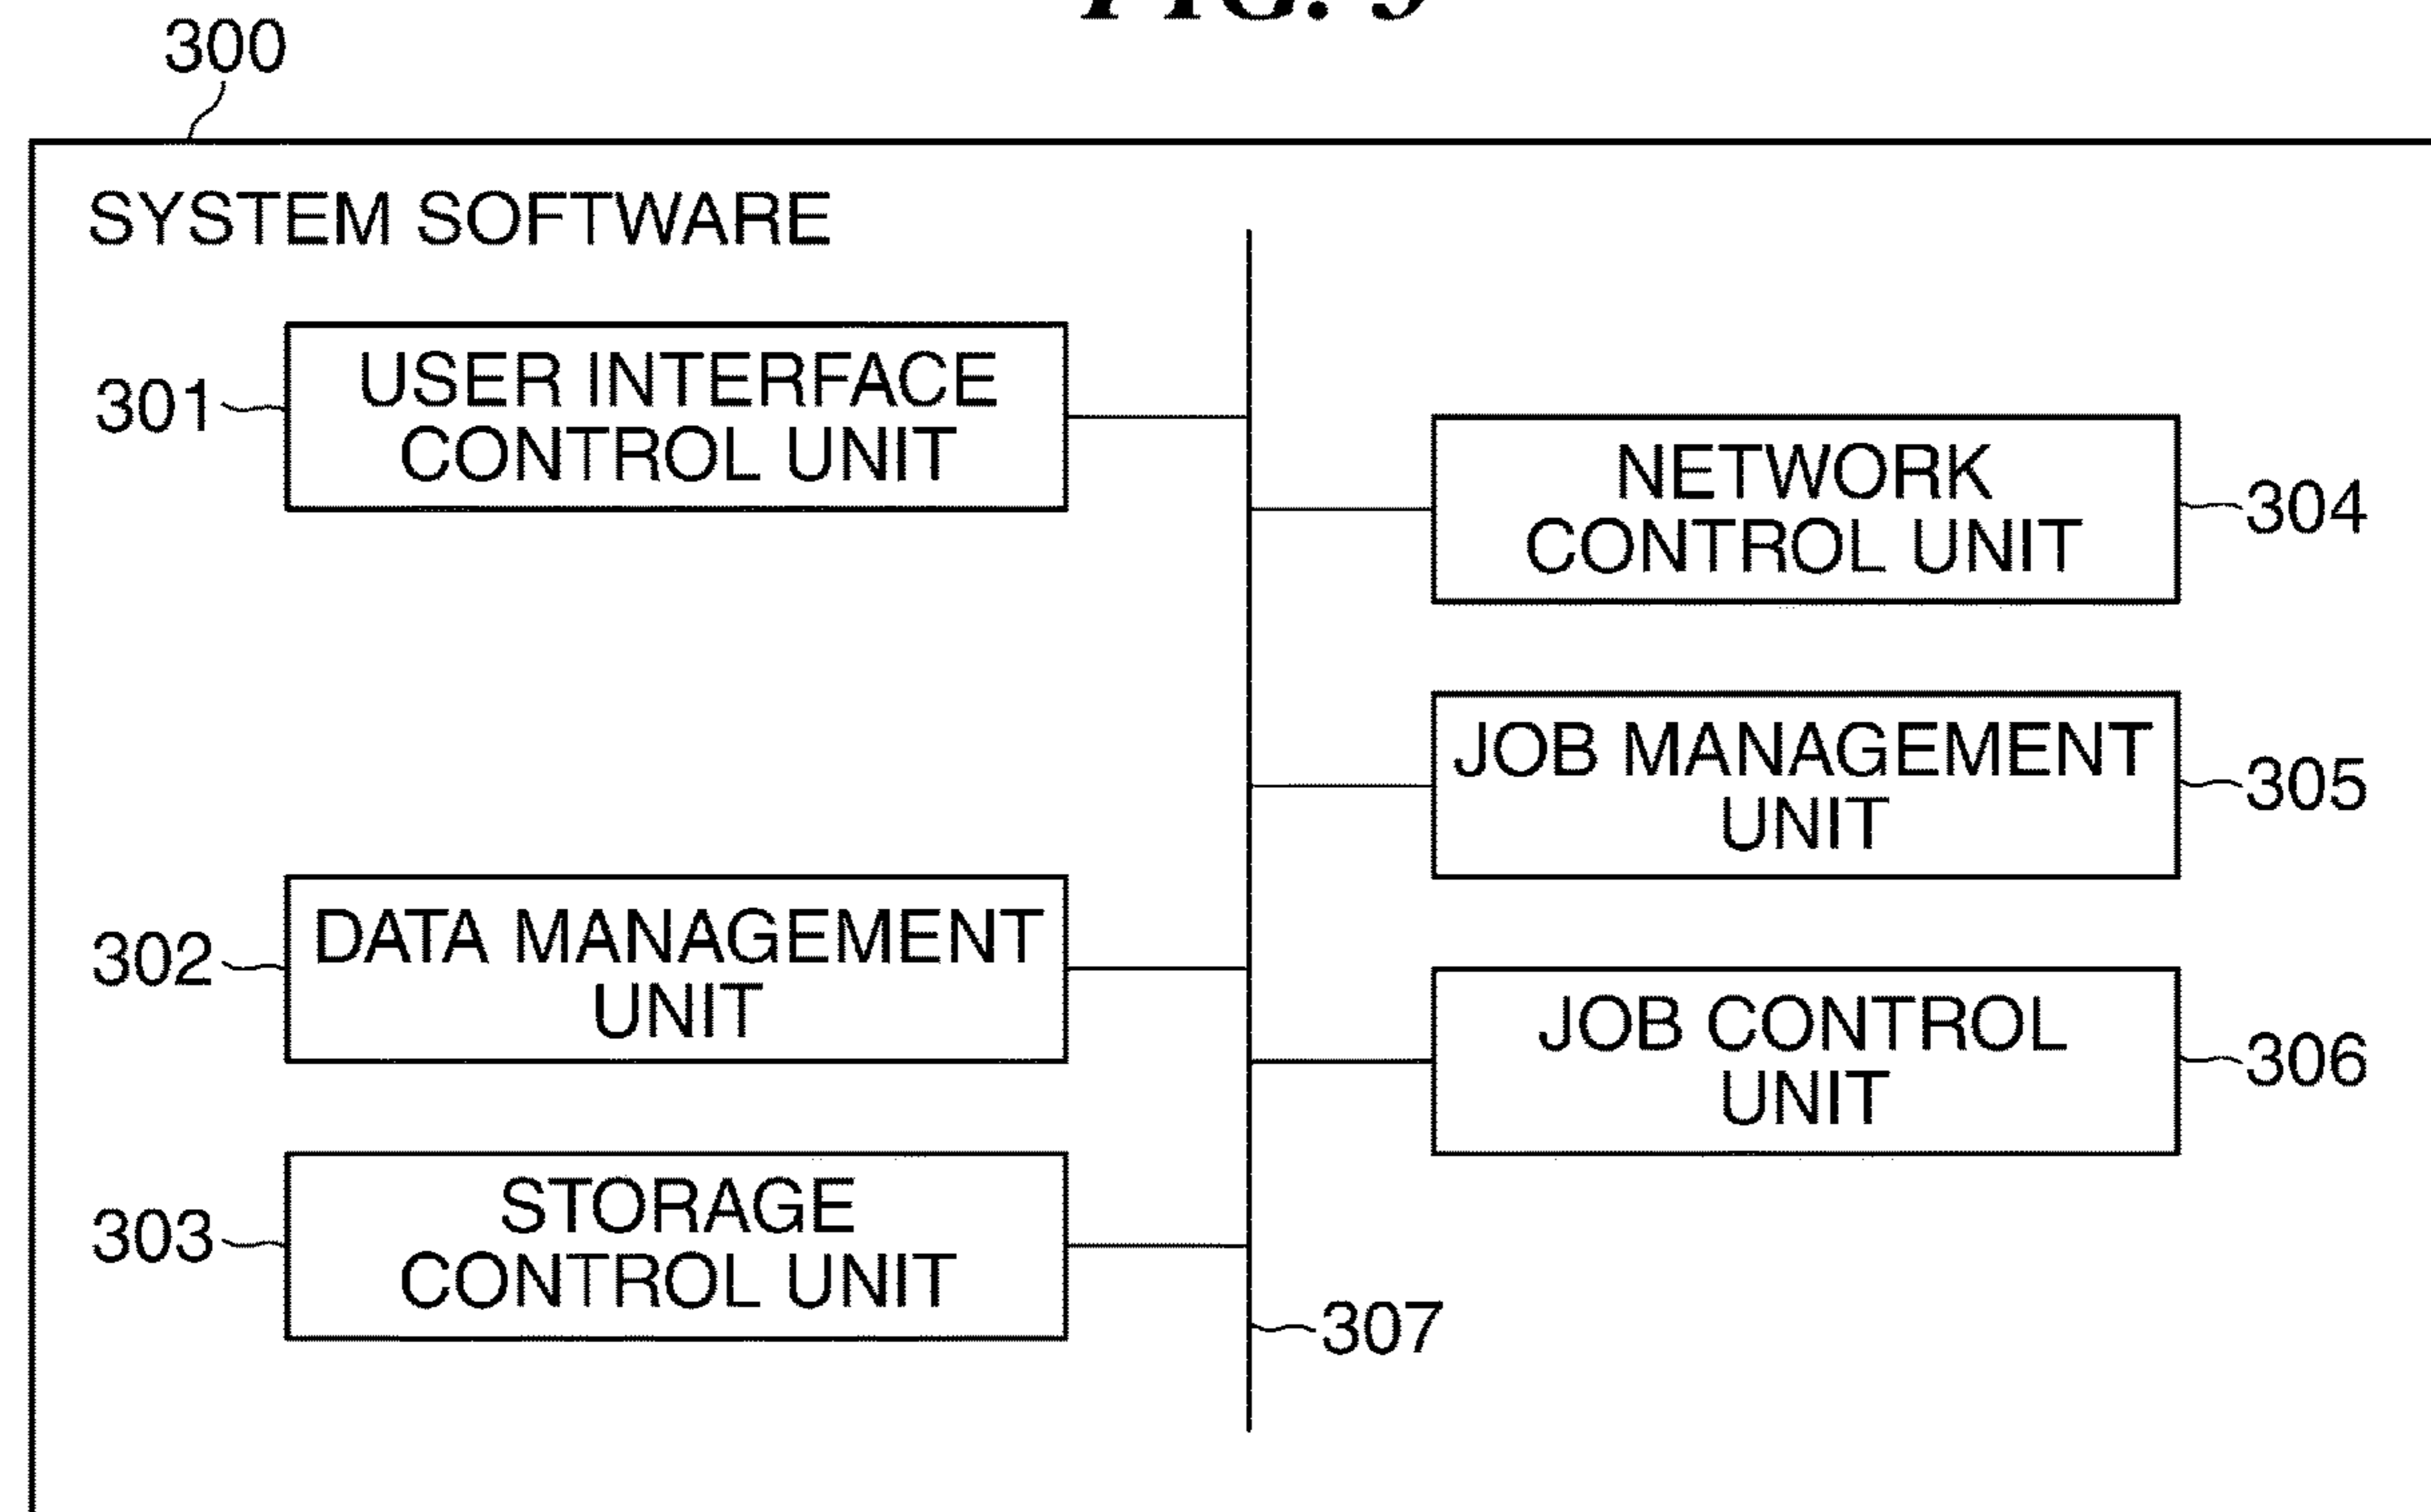 300
SYSTEM SOFTWARE
301
USER INTERFACE
CONTROL UNIT
NETWORK
CONTROL UNIT
304
JOB MANAGEMENT
UNIT
305
302
DATA MANAGEMENT
UNIT
JOB CONTROL
UNIT
306
303
STORAGE
CONTROL UNIT
307